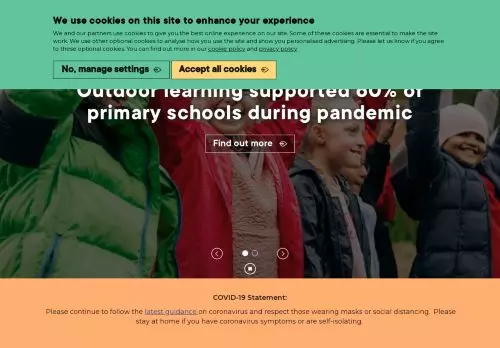 We use cookies on this site to enhance your experience
We and our partners use cookies to give you the best online experience on our site. Some of these cookies are essential to make the site
work. We use other optional cookies to analyse how you use the site and show you personalised advertising. Please let us know if you agree
to these optional cookies. You can find out more in our cookie policy and privacy policy
No, manage settings
Accept all cookies
Outdoor learning supported 60% of
primary schools during pandemic
Find out more
COVID-19 Statement:
Please continue to follow the latest guidance on coronavirus and respect those wearing masks or social distancing. Please
stay at home if you have coronavirus symptoms or are self-isolating.